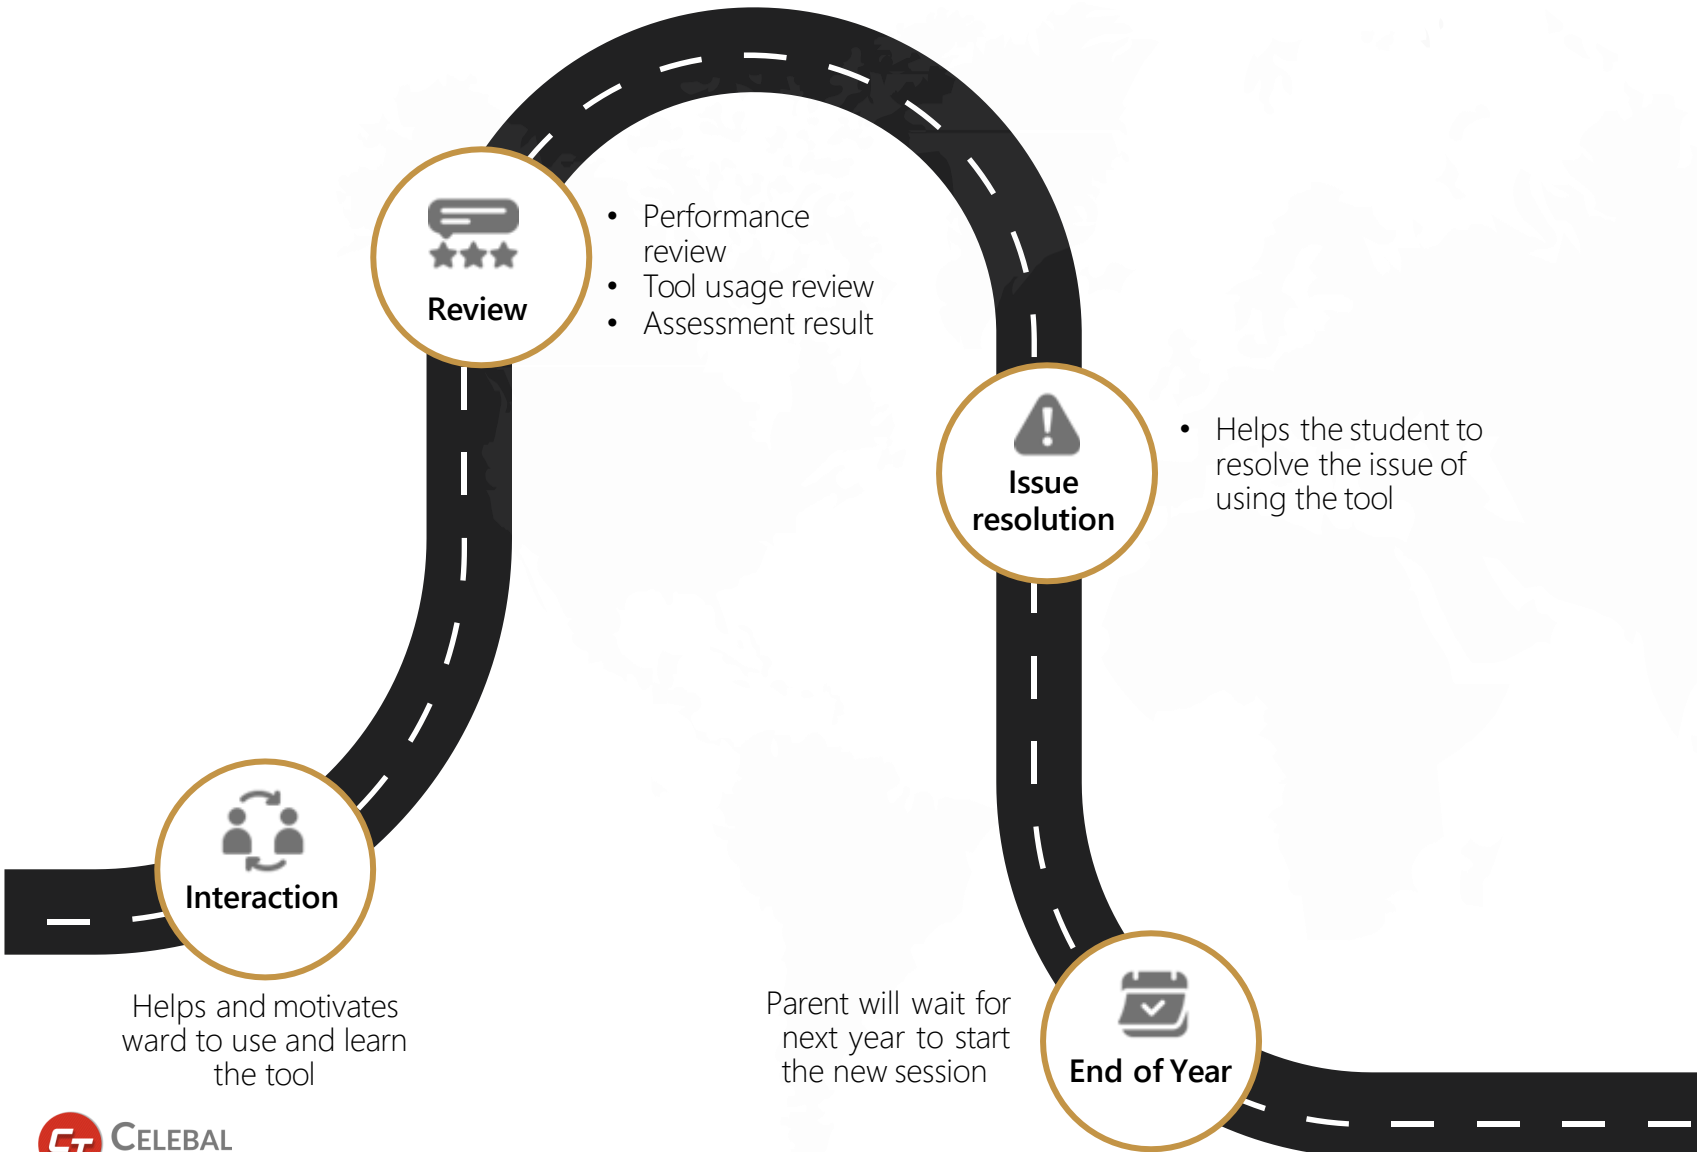 • Performance
review
• Tool usage review
• Assessment result
Review
• Helps the student to
resolve the issue of
using the tool
Issue
resolution
Interaction
Helps and motivates
ward to use and learn
the tool
Parent will wait for
next year to start
the new session
End of Year
CT CELEBAL